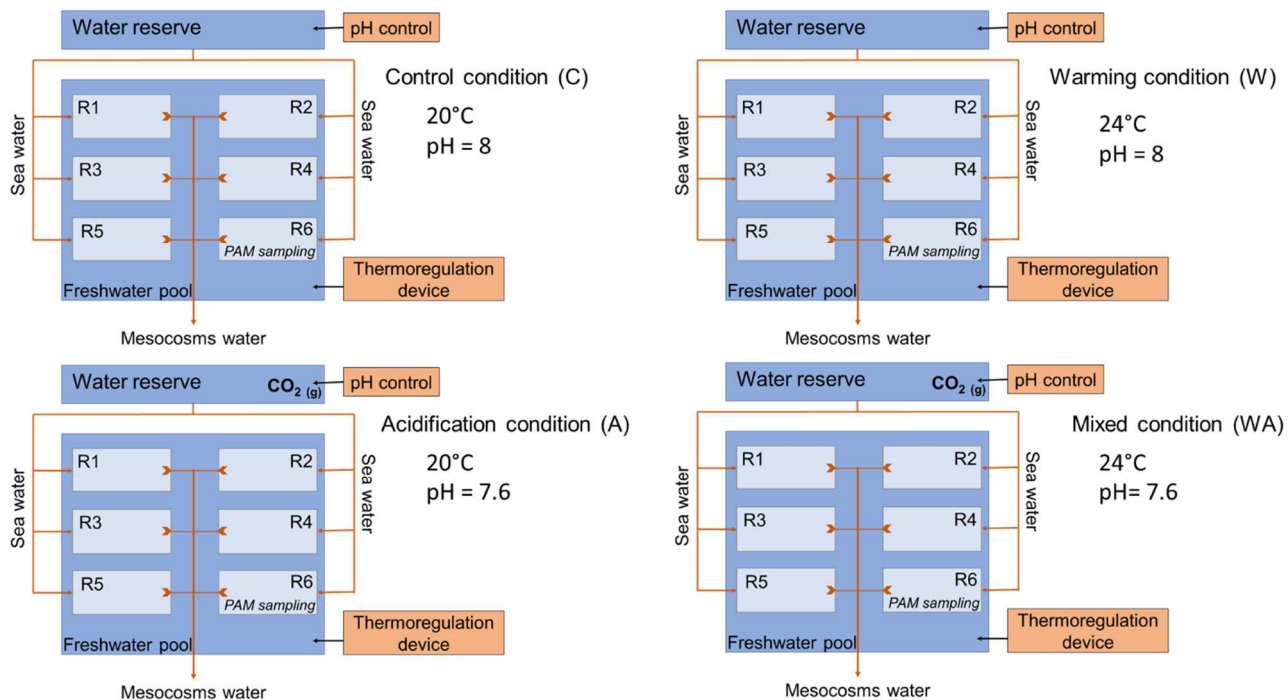 Water reserve
pH control
Control condition (C)
20°C
pH = 8
Sea water
R1
R2
Sea water
R3
R4
R5
R6
PAM sampling
Thermoregulation
device
Freshwater pool
Mesocosms water
Water reserve
pH control
Warming condition (W)
24°C
pH = 8
Sea water
R1
R2
Sea water
R3
R4
R5
R6
PAM sampling
Thermoregulation
device
Freshwater pool
Mesocosms water
Water reserve
CO2 (g)
pH control
Acidification condition (A)
20°C
pH = 7.6
Sea water
R1
R2
Sea water
R3
R4
R5
R6
PAM sampling
Thermoregulation
device
Freshwater pool
Mesocosms water
Water reserve
CO2 (g)
pH control
Mixed condition (WA)
24°C
pH= 7.6
Sea water
R1
R2
Sea water
R3
R4
R5
R6
PAM sampling
Thermoregulation
device
Freshwater pool
Mesocosms water